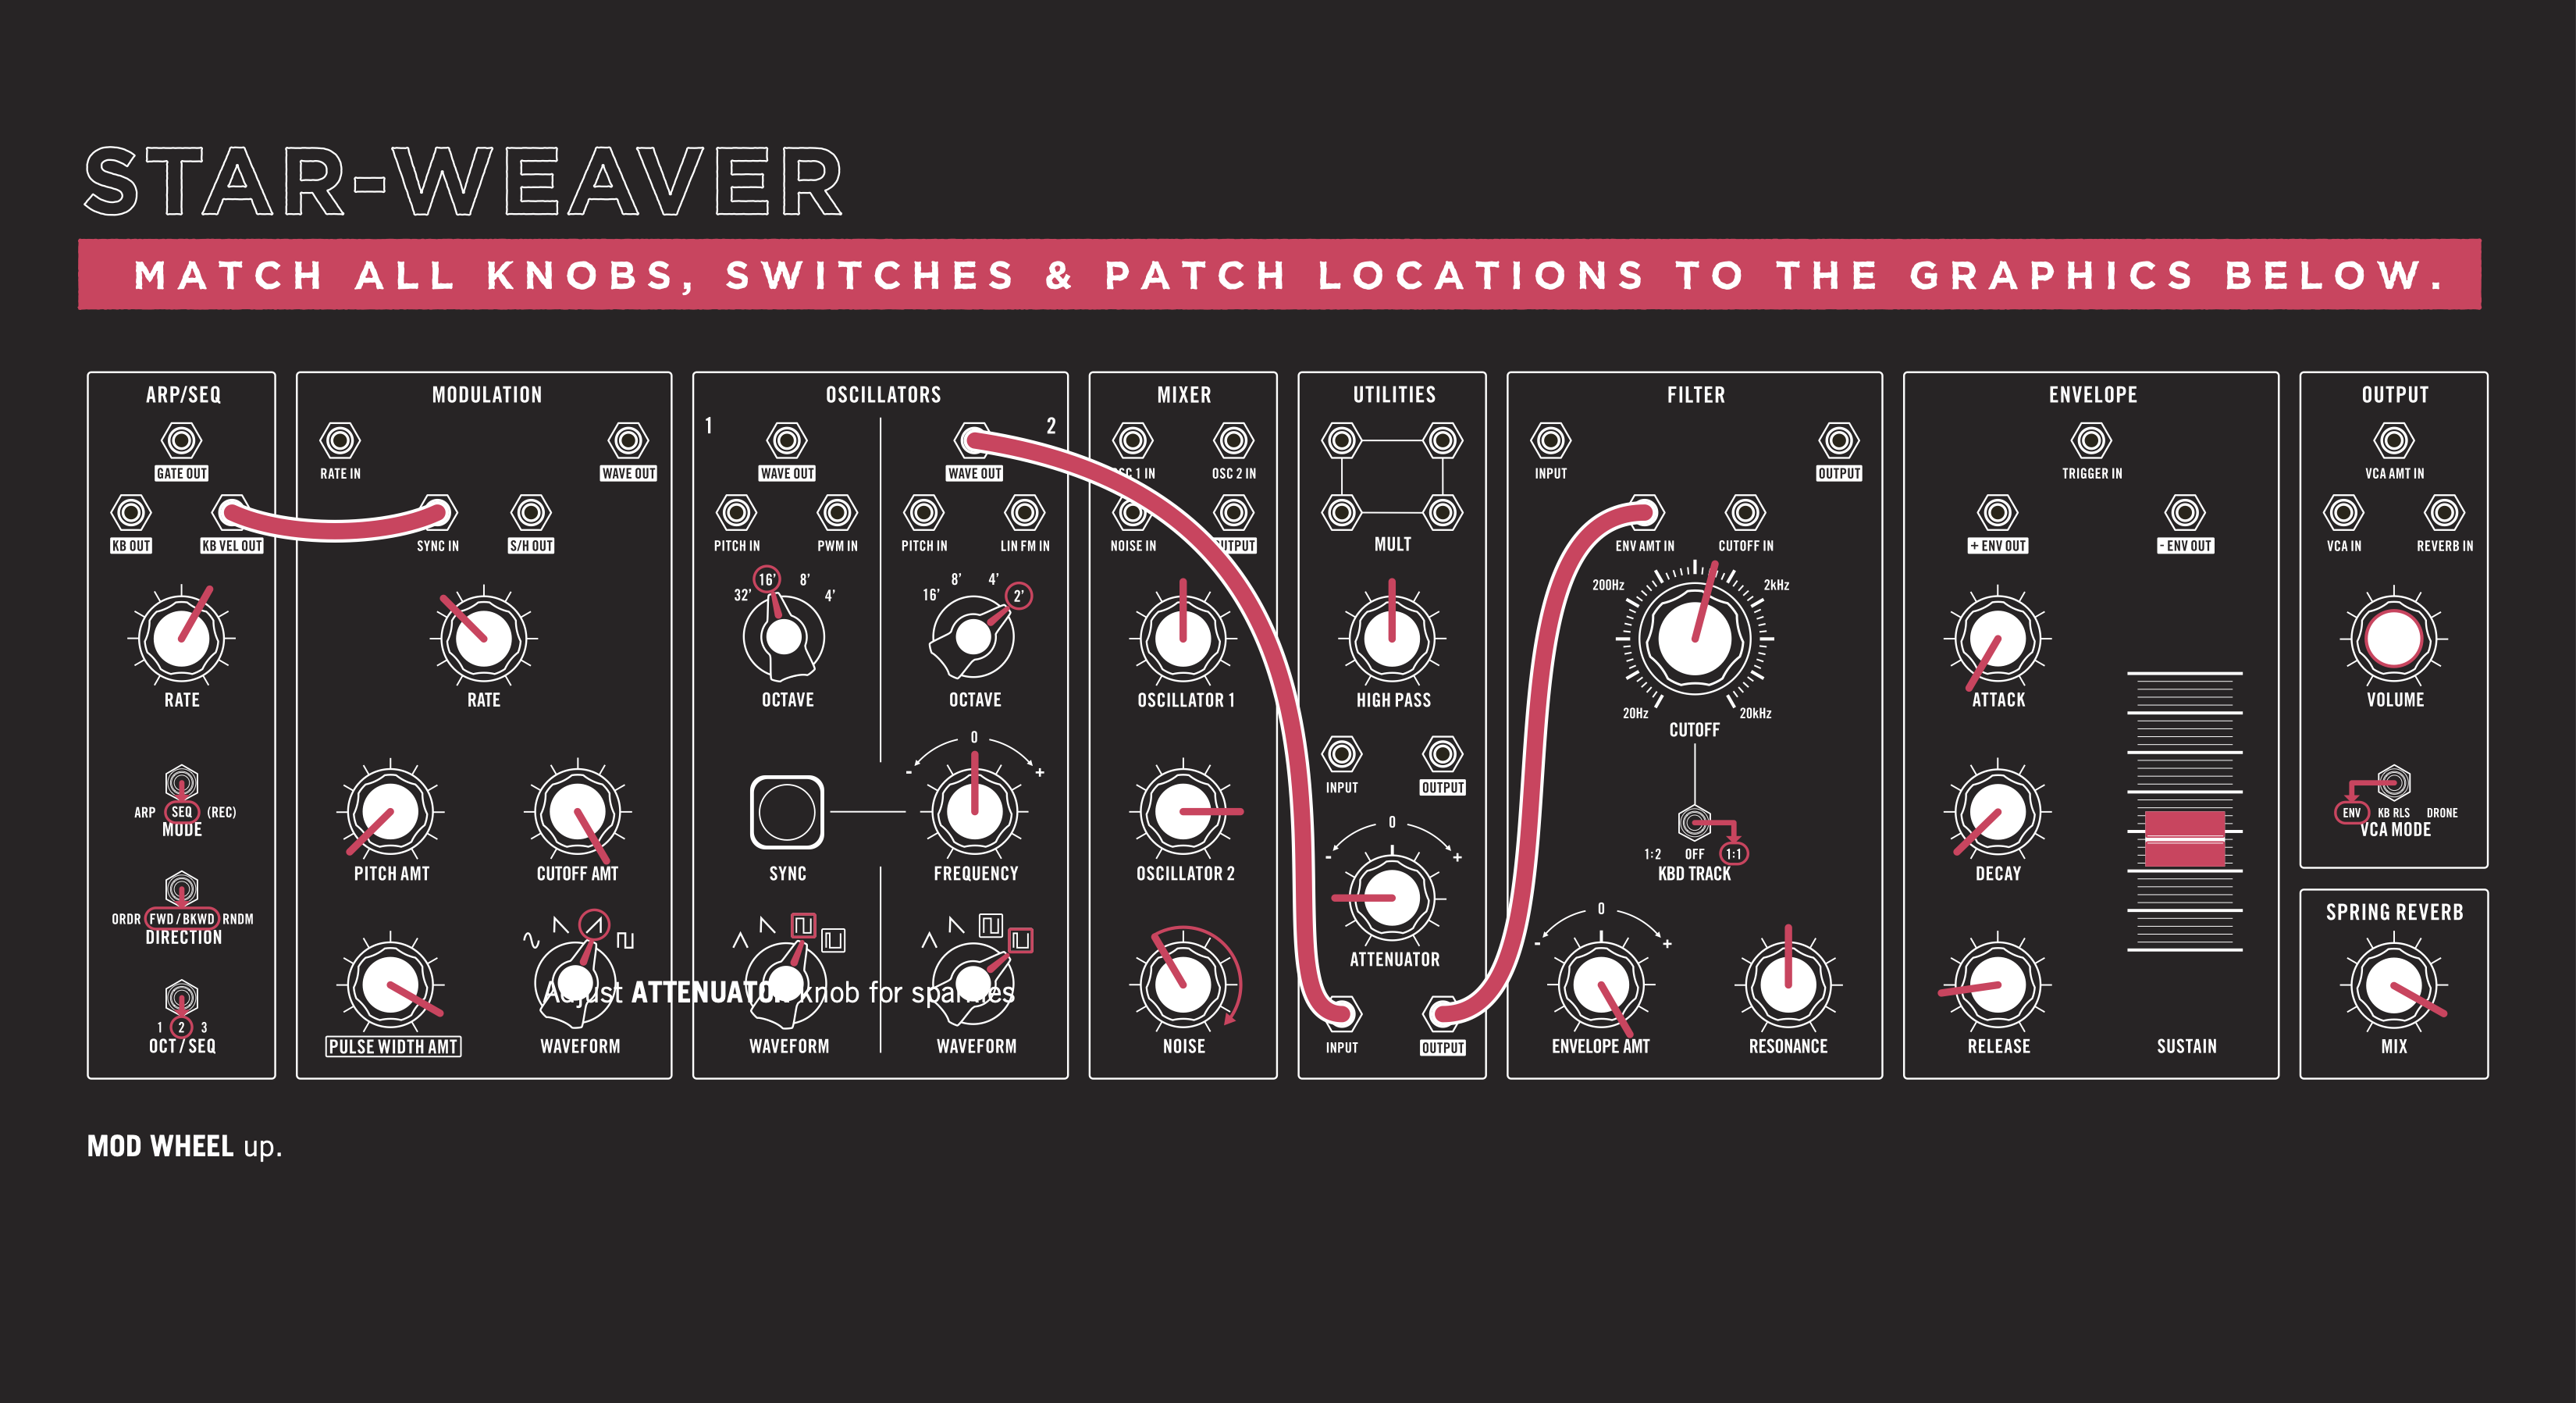 STAR-WEAVER
MATCH ALL KNOBS, SWITCHES & PATCH LOCATIONS TO THE GRAPHICS BELOW.
ARP/SEQ
GATE OUT
KB OUT
KB VEL OUT
RATE
ARP SEQ (REC)
MODE
ORDR FWD / BKWD RNDM
DIRECTION
1 2 3
OCT / SEQ
MODULATION
RATE IN
WAVE OUT
SYNC IN
S/H OUT
RATE
PITCH AMT
CUTOFF AMT
PULSE WIDTH AMT
WAVEFORM
OSCILLATORS
1
WAVE OUT
PITCH IN
PWM IN
32' 16' 8' 4'
OCTAVE
SYNC
WAVEFORM
2
WAVE OUT
PITCH IN
LIN FM IN
16' 8' 4' 2'
OCTAVE
- 0 +
FREQUENCY
WAVEFORM
Adjust ATTENUATOR knob for sparkles
MIXER
OSC 1 IN
OSC 2 IN
NOISE IN
OUTPUT
OSCILLATOR 1
OSCILLATOR 2
NOISE
UTILITIES
MULT
HIGH PASS
INPUT
OUTPUT
- 0 +
ATTENUATOR
INPUT
OUTPUT
FILTER
INPUT
OUTPUT
ENV AMT IN
CUTOFF IN
200Hz
2kHz
20Hz
20kHz
CUTOFF
1:2 OFF 1:1
KBD TRACK
- 0 +
ENVELOPE AMT
RESONANCE
ENVELOPE
TRIGGER IN
+ ENV OUT
- ENV OUT
ATTACK
DECAY
RELEASE
SUSTAIN
OUTPUT
VCA AMT IN
VCA IN
REVERB IN
VOLUME
ENV KB RLS DRONE
VCA MODE
SPRING REVERB
MIX
MOD WHEEL up.